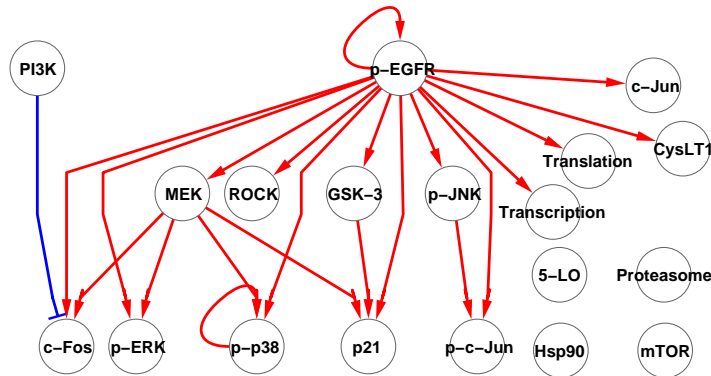 p-EGFR
PI3K
c-Jun
CysLT1
Translation
MEK
ROCK
GSK-3
p-JNK
Transcription
5-LO
Proteasome
c-Fos
p-ERK
p-p38
p21
p-c-Jun
Hsp90
mTOR